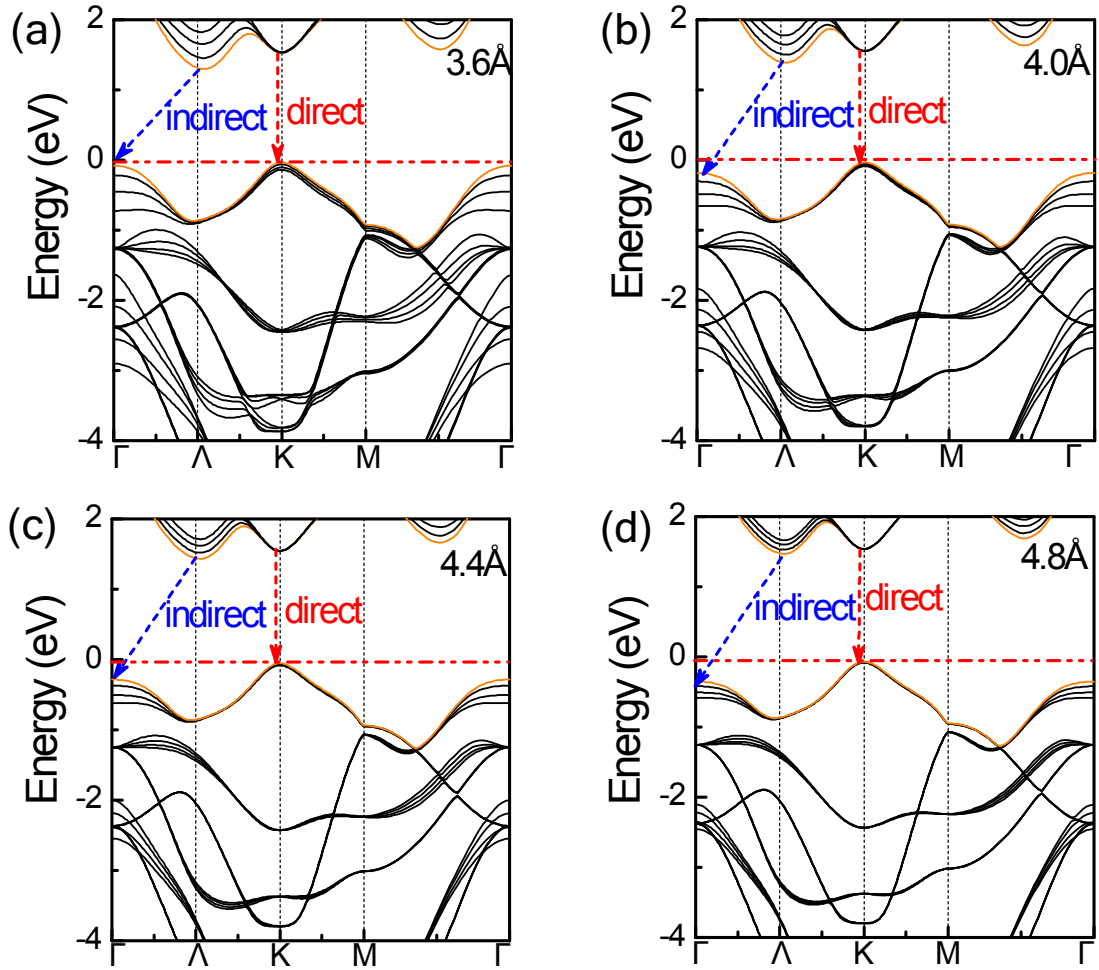 (a)
2
0
-2
-4
Energy (eV)
3.6Å
indirect
direct
Γ Λ K M Γ
(b)
2
0
-2
-4
Energy (eV)
4.0Å
indirect
direct
Γ Λ K M Γ
(c)
2
0
-2
-4
Energy (eV)
4.4Å
indirect
direct
Γ Λ K M Γ
(d)
2
0
-2
-4
Energy (eV)
4.8Å
indirect
direct
Γ Λ K M Γ